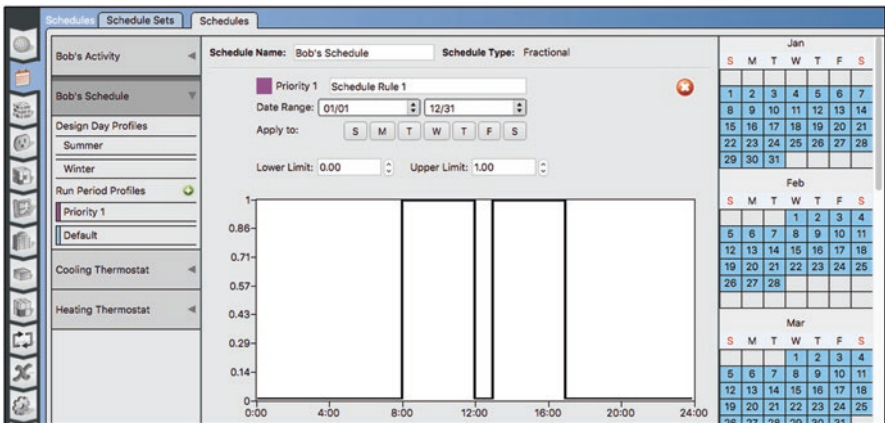 Schedules Schedule Sets Schedules
Bob's Activity
Bob's Schedule
Design Day Profiles
Summer
Winter
Run Period Profiles
Priority 1
Default
Cooling Thermostat
Heating Thermostat
Schedule Name: Bob's Schedule Schedule Type: Fractional
Priority 1 Schedule Rule 1
Date Range: 01/01 12/31
Apply to: S M T W T F S
Lower Limit: 0.00 Upper Limit: 1.00
1
0.86
0.71
0.57
0.43
0.29
0.14
0
0:00 4:00 8:00 12:00 16:00 20:00 24:00
Jan
S M T W T F S
1 2 3 4 5 6 7
8 9 10 11 12 13 14
15 16 17 18 19 20 21
22 23 24 25 26 27 28
29 30 31
Feb
S M T W T F S
1 2 3 4
5 6 7 8 9 10 11
12 13 14 15 16 17 18
19 20 21 22 23 24 25
26 27 28
Mar
S M T W T F S
1 2 3 4
5 6 7 8 9 10 11
12 13 14 15 16 17 18
19 20 21 22 23 24 25
26 27 28 29 30 31